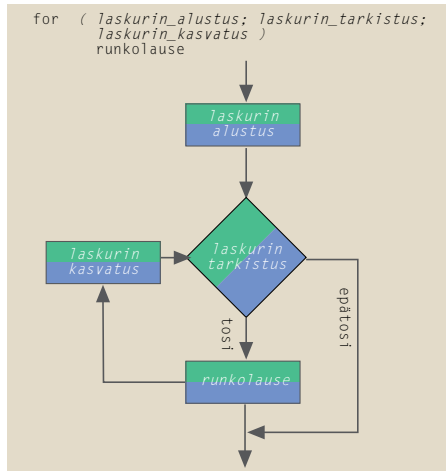 for ( laskurin_alustus; laskurin_tarkistus;
laskurin_kasvatus )
runkolause
laskurin
alustus
laskurin
tarkistus
laskurin
kasvatus
epätosi
tosi
runkolause